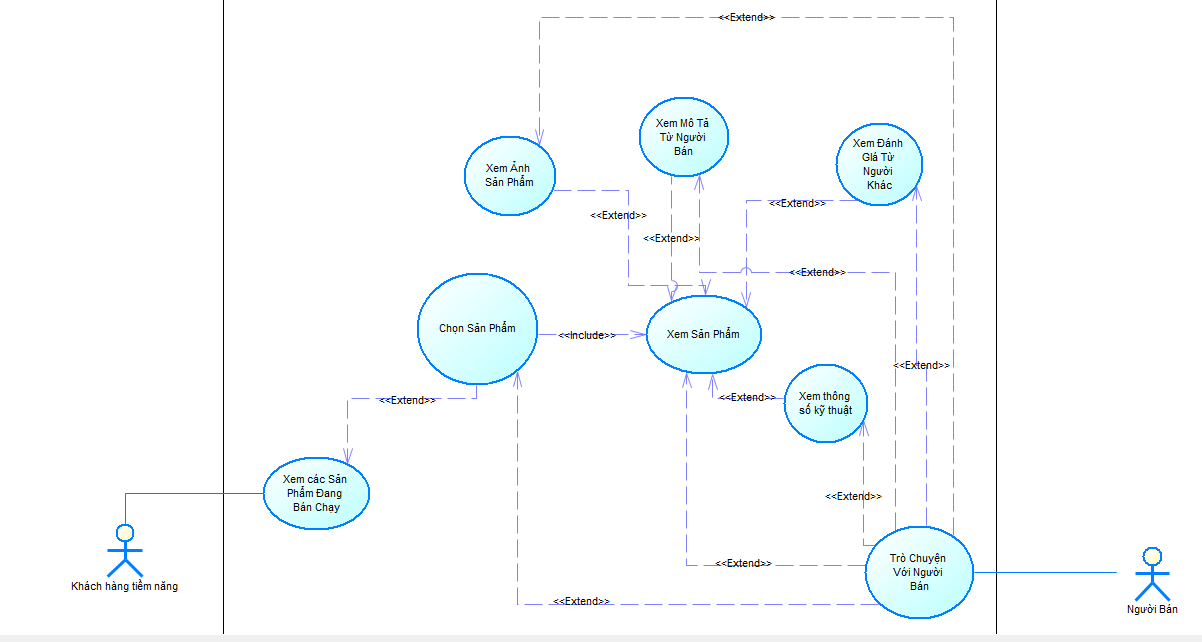 <<Extend>>
Xem Mô Tả
Từ Người
Bán
Xem Đánh
Giá Từ
Người
Khác
Xem Ảnh
Sản Phẩm
<<Extend>>
<<Extend>>
<<Extend>>
<<Extend>>
Chọn Sản Phẩm
<<Include>>
Xem Sản Phẩm
<<Extend>>
<<Extend>>
<<Extend>>
Xem thông
số kỹ thuật
Xem các Sản
Phẩm Đang
Bán Chạy
<<Extend>>
Khách hàng tiềm năng
<<Extend>>
Trò Chuyện
Với Người
Bán
<<Extend>>
Người Bán